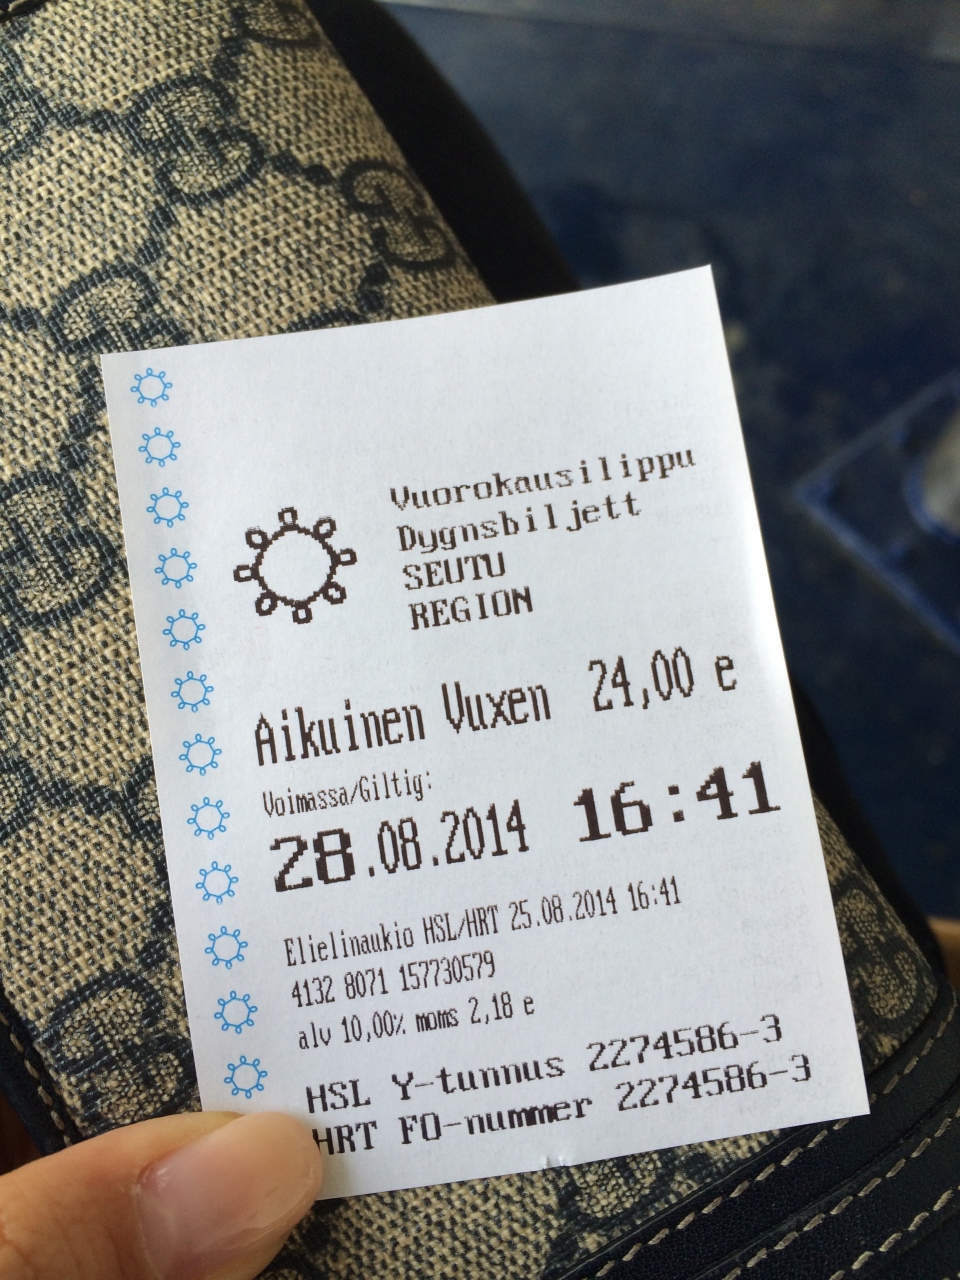 Vuorokausilippu
Dygnsbiljett
SEUTU
REGION
Aikuinen Vuxen 24,00 e
Voimassa/Giltig:
28.08.2014 16:41
Elielinaukio HSL/HRT 25.08.2014 16:41
4132 8071 157730579
alv 10,00% moms 2,18 e
HSL Y-tunnus 2274586-3
HRT FO-nummer 2274586-3